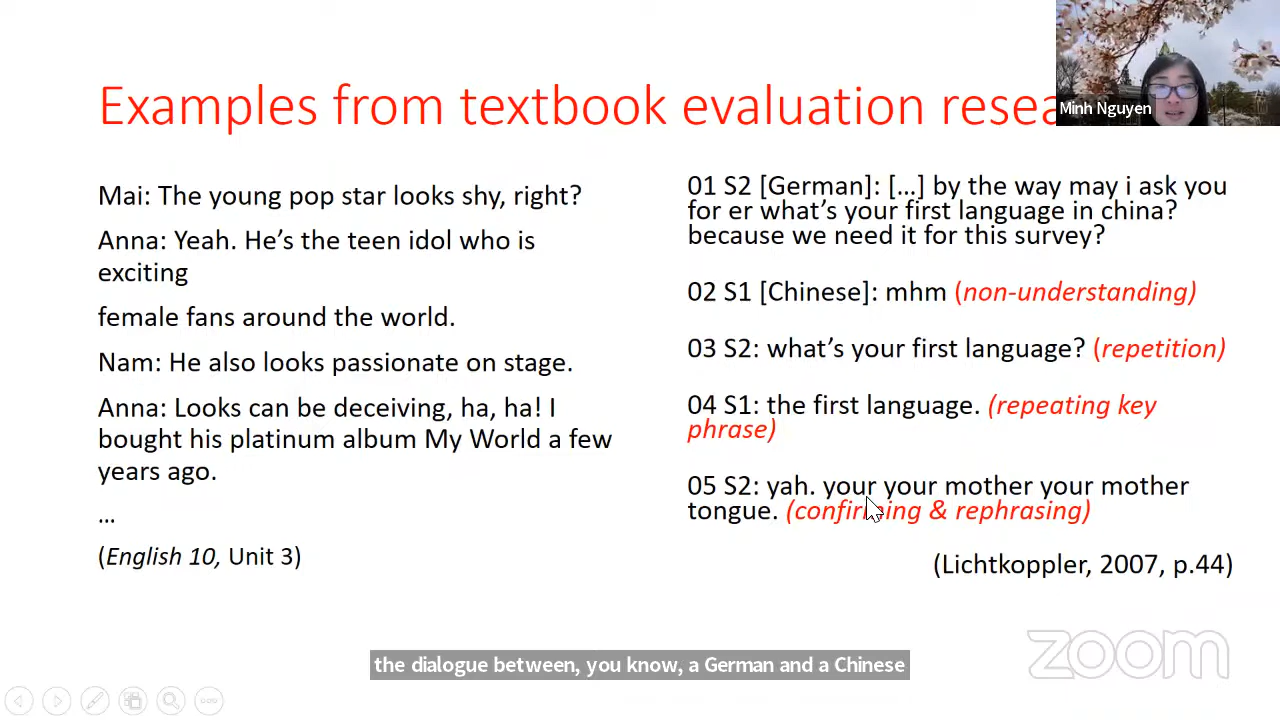 Examples from textbook evaluation resea
Minh Nguyen
Mai: The young pop star looks shy, right?
Anna: Yeah. He's the teen idol who is
exciting
female fans around the world.
Nam: He also looks passionate on stage.
Anna: Looks can be deceiving, ha, ha! I
bought his platinum album My World a few
years ago.
…
(English 10, Unit 3)
01 S2 [German]: […] by the way may i ask you
for er what's your first language in china?
because we need it for this survey?
02 S1 [Chinese]: mhm (non-understanding)
03 S2: what's your first language? (repetition)
04 S1: the first language. (repeating key
phrase)
05 S2: yah. your your mother your mother
tongue. (confirming & rephrasing)
(Lichtkoppler, 2007, p.44)
the dialogue between, you know, a German and a Chinese
zoom